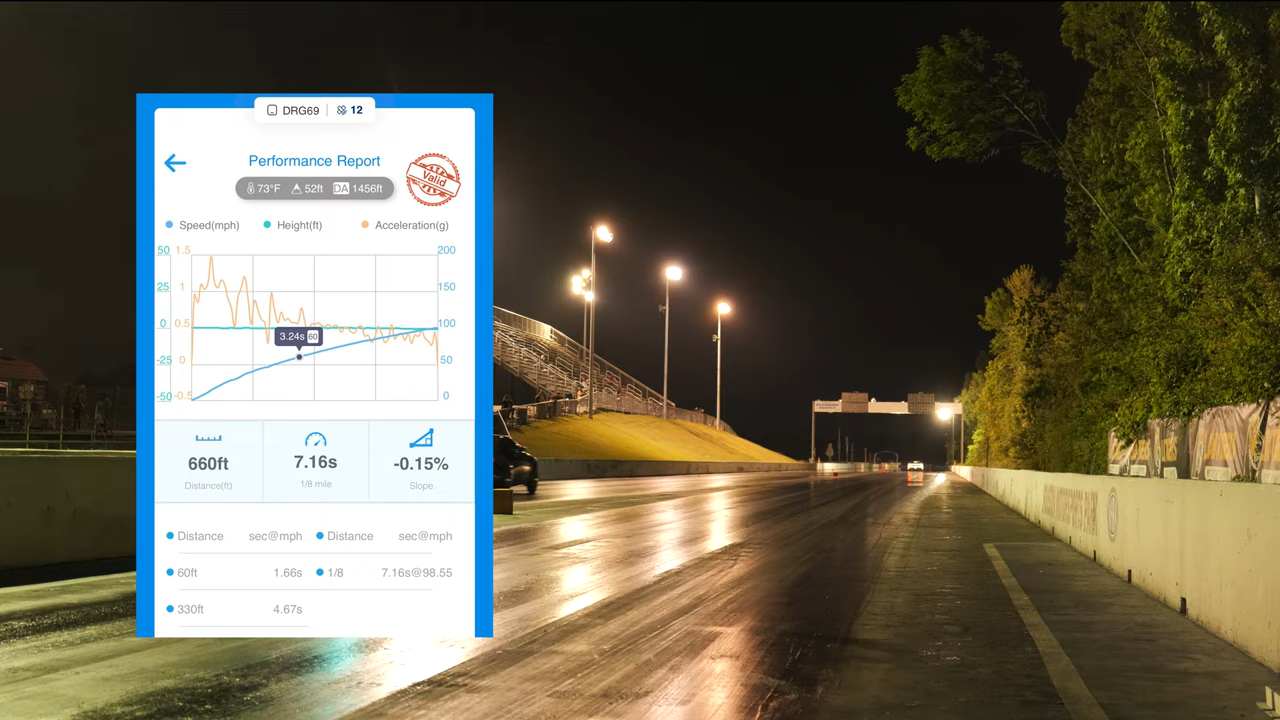 DRG69 12
Performance Report
Valid
73°F 52ft DA 1456ft
Speed(mph) Height(ft) Acceleration(g)
50 1.5 200
25 1 150
0 0.5 100
3.24s 60
-25 0 50
-50 -0.5 0
660ft 7.16s -0.15%
Distance(ft) 1/8 mile Slope
Distance sec@mph Distance sec@mph
60ft 1.66s 1/8 7.16s@98.55
330ft 4.67s